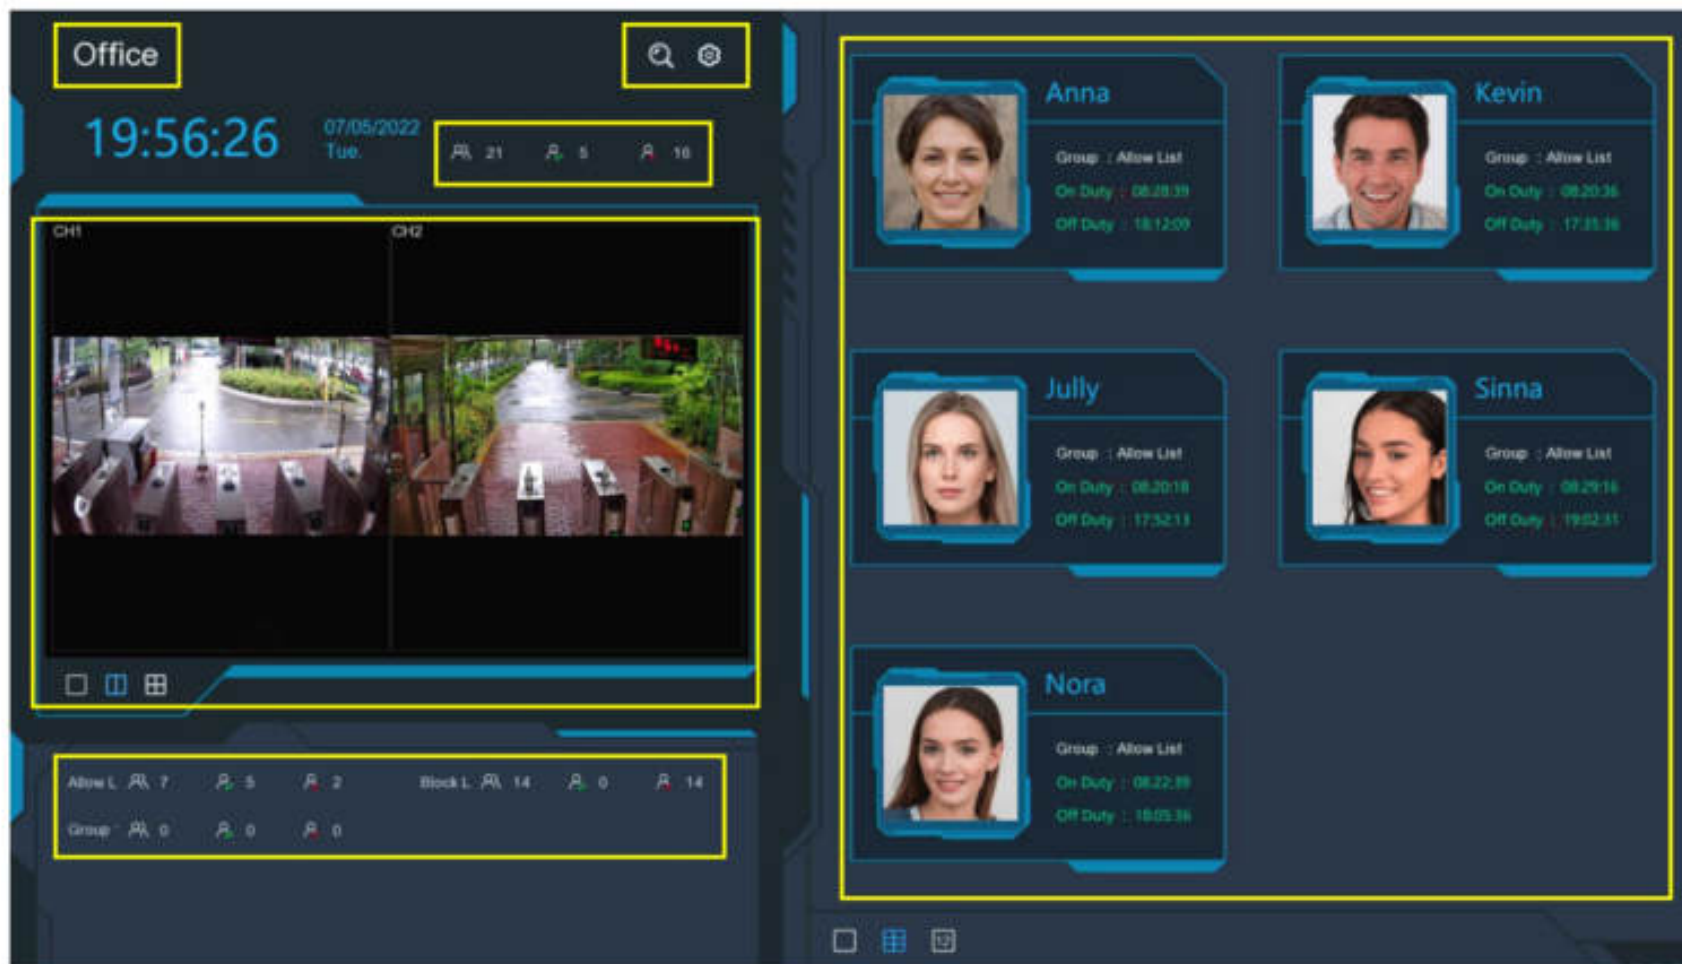 Office
19:56:26
07/05/2022
Tue.
21 5 16
CH1
CH2
Allow L 7 5 2 Block L 14 0 14
Group 0 0 0
Anna
Group : Allow List
On Duty : 08:28:39
Off Duty : 18:12:09
Kevin
Group : Allow List
On Duty : 08:20:36
Off Duty : 17:35:36
Jully
Group : Allow List
On Duty : 08:20:18
Off Duty : 17:52:13
Sinna
Group : Allow List
On Duty : 08:29:16
Off Duty : 19:02:31
Nora
Group : Allow List
On Duty : 08:22:39
Off Duty : 18:05:36
12